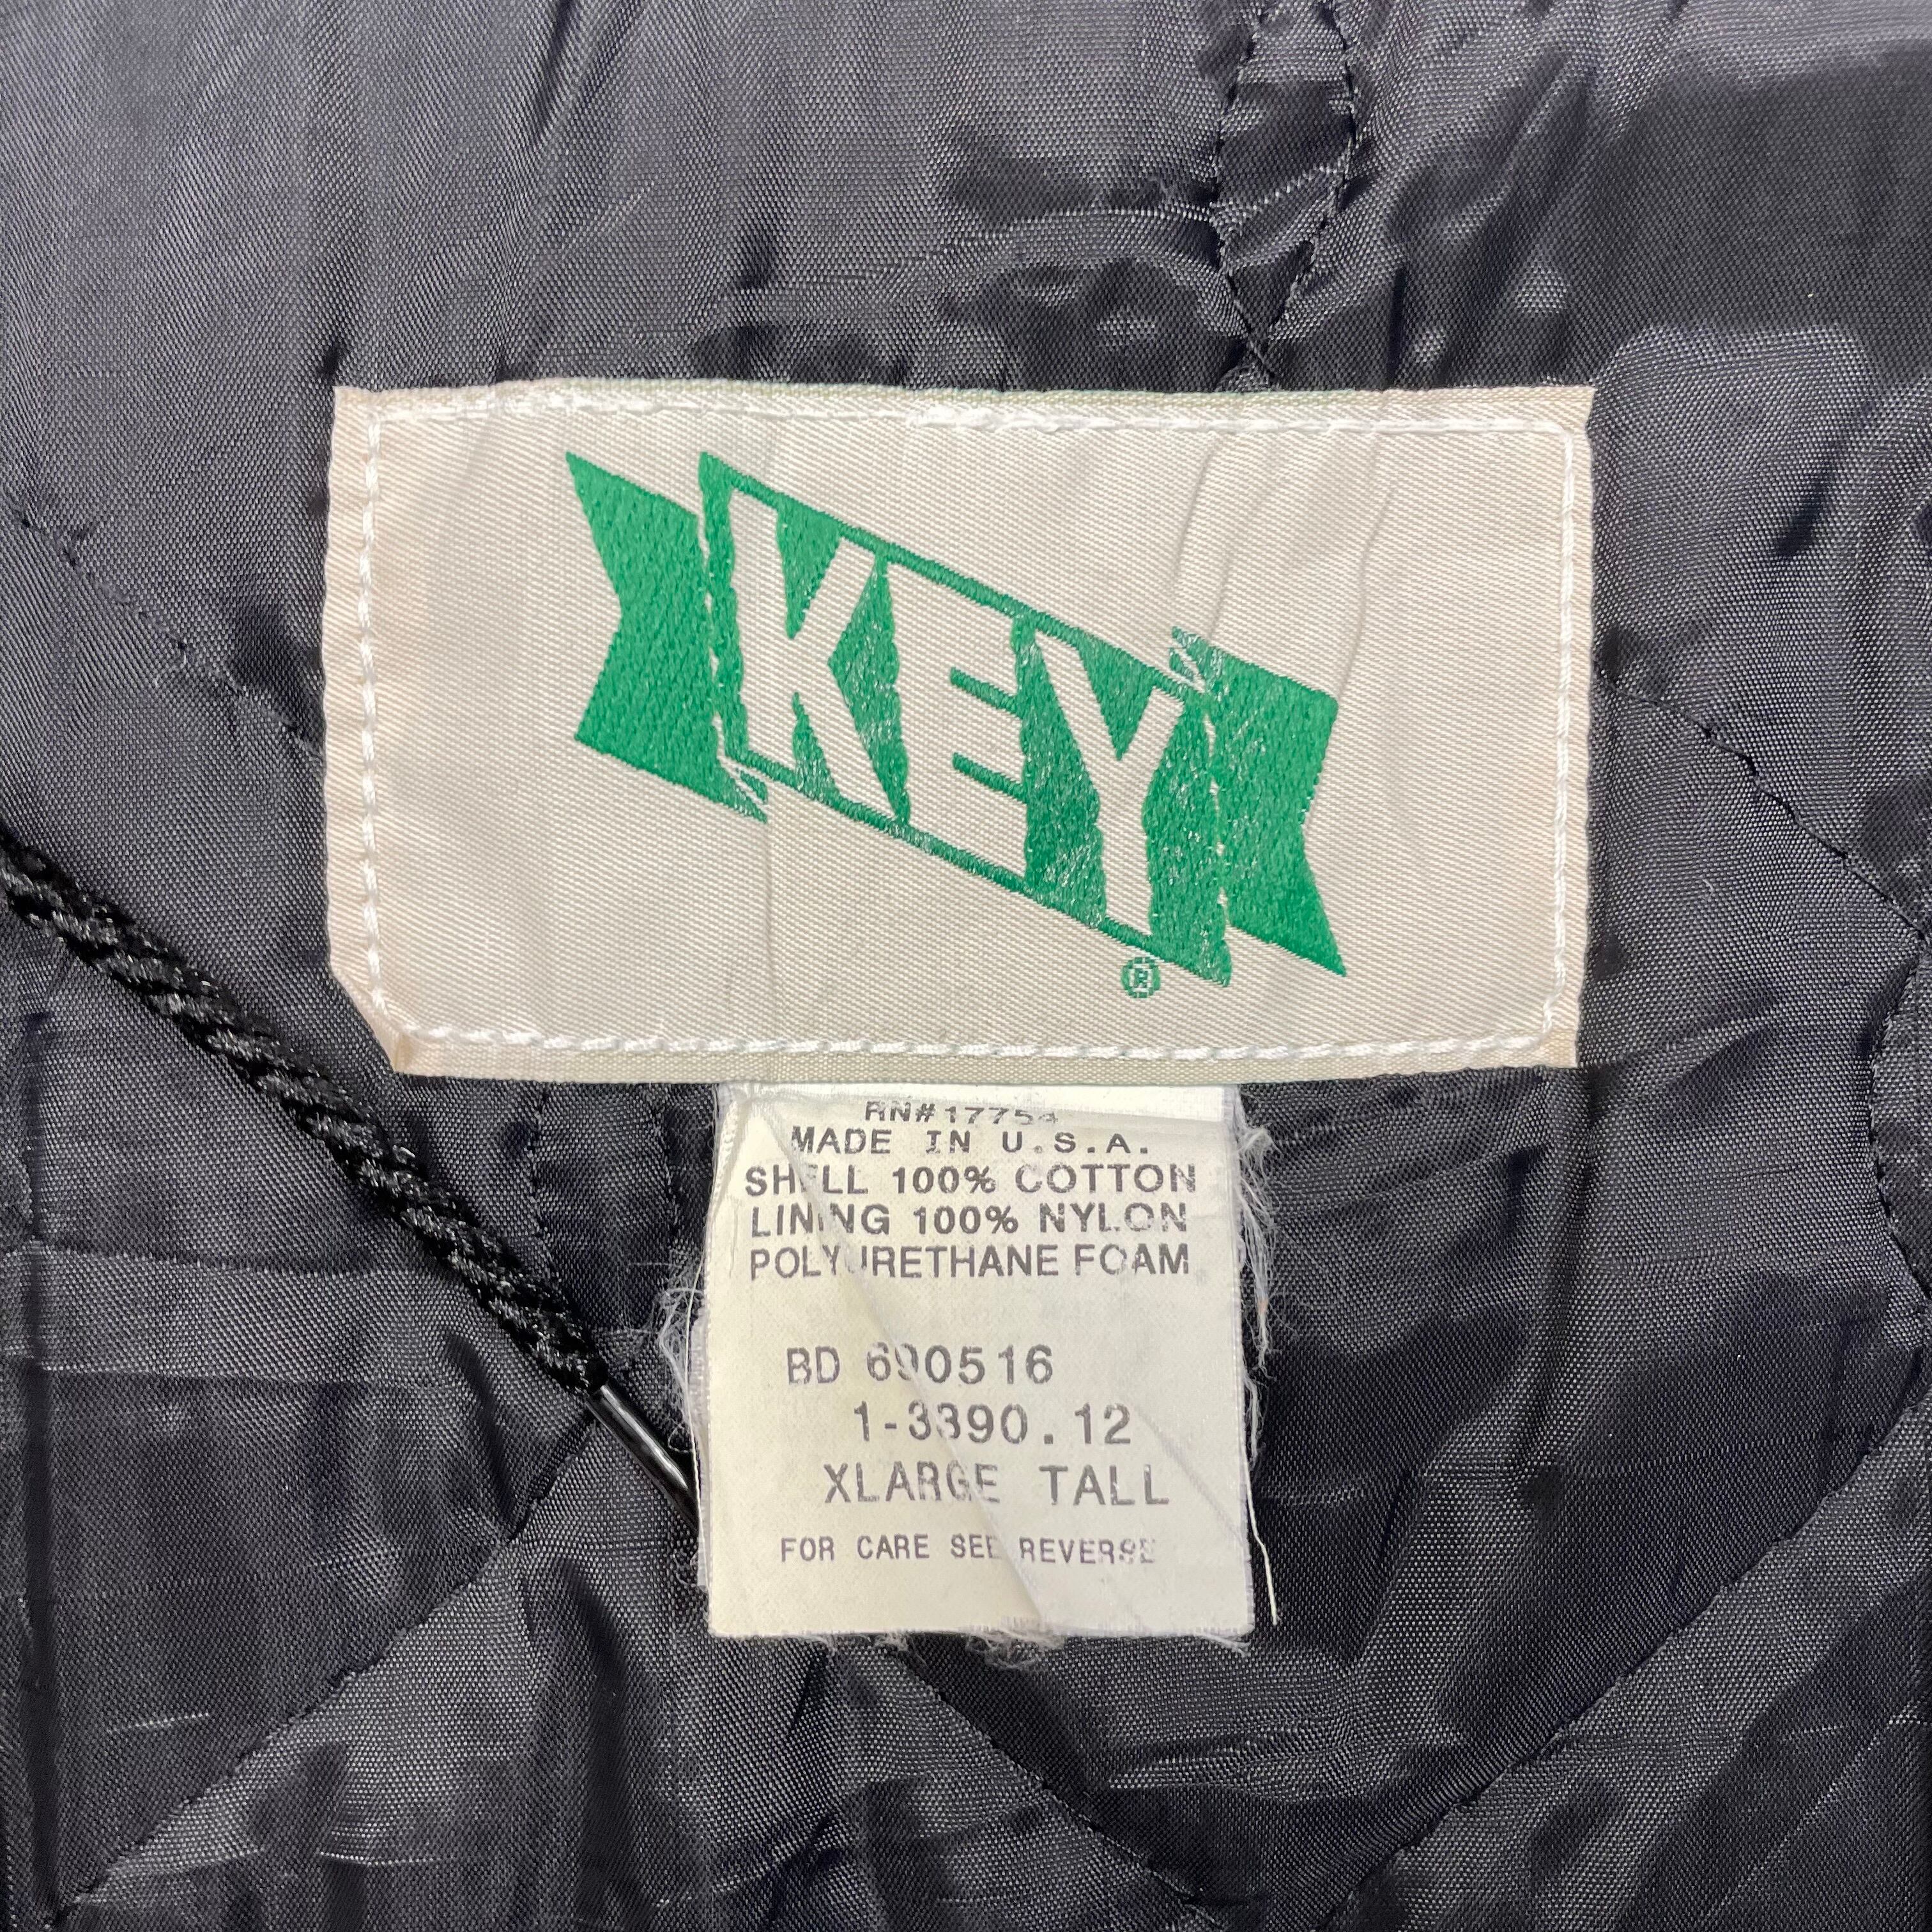 KEY
®
RN#17754
MADE IN U.S.A.
SHELL 100% COTTON
LINING 100% NYLON
POLYURETHANE FOAM
BD 690516
1-3390.12
XLARGE TALL
FOR CARE SEE REVERSE